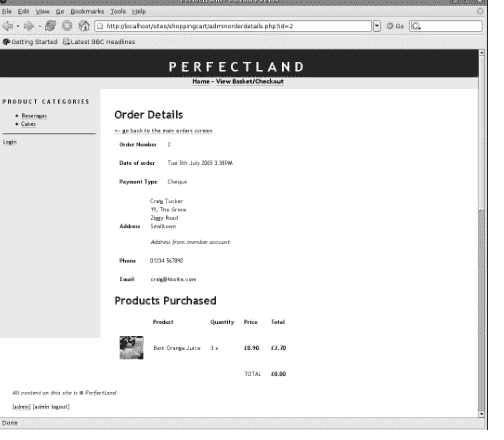 File Edit View Go Bookmarks Tools Help
http://localhost/sites/shoppingcart/adminorderdetails.php?id=2
Go
Getting Started Latest BBC Headlines
PERFECTLAND
Home - View Basket/Checkout
PRODUCT CATEGORIES
Beverages
Cakes
Login
Order Details
<- go back to the main orders screen
Order Number 2
Date of order Tue 5th July 2005 3.38PM
Payment Type Cheque
Craig Tucker
19, The Grove
Ziggy Road
Address Smalltown
Address from member account
Phone 01234 567890
Email craig@hissite.com
Products Purchased
Product Quantity Price Total
Best Orange Juice 3 x £0.90 £2.70
TOTAL £0.00
All content on this site is © Perfectland
[admin] [admin logout]
Done